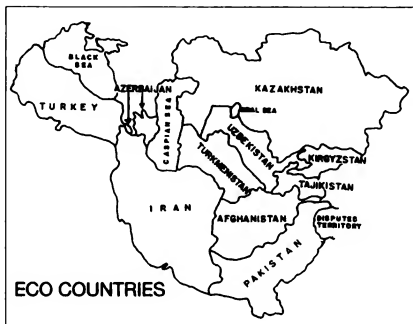 BLACK
SEA
AZERBAIJAN
TURKEY
CASPIAN SEA
KAZAKHSTAN
ARAL SEA
UZBEKISTAN
TURKMENISTAN
KIRGYZSTAN
TAJIKISTAN
IRAN
AFGHANISTAN
DISPUTED
TERRITORY
PAKISTAN
ECO COUNTRIES